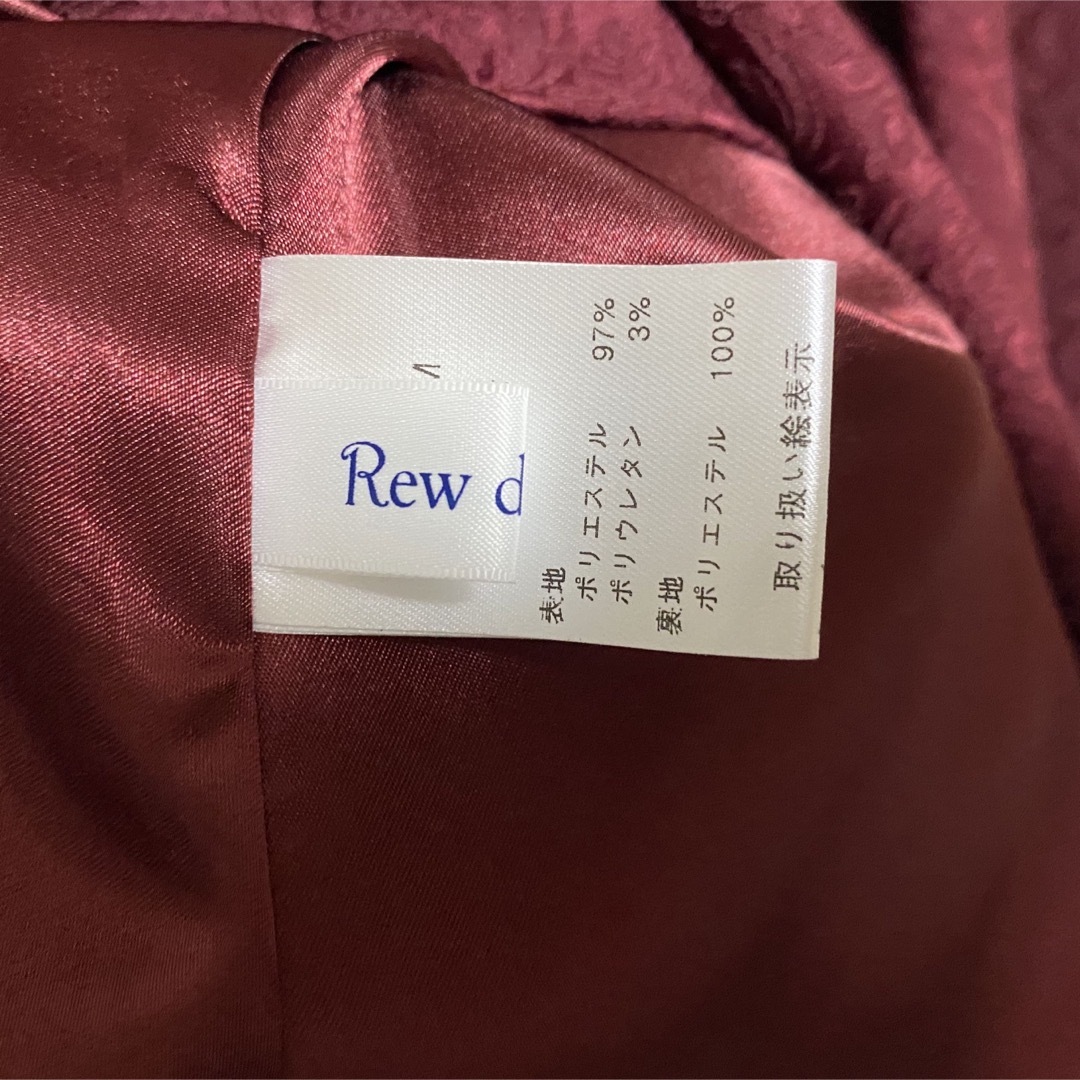 Rew d
表地
ポリエステル 97%
ポリウレタン 3%
裏地
ポリエステル 100%
取り扱い絵表示